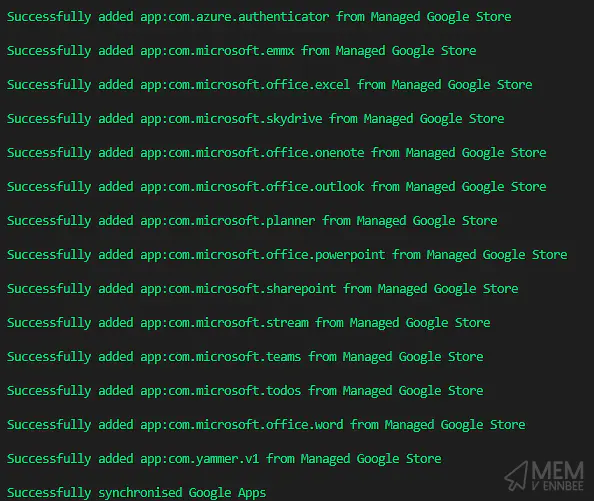 Successfully added app:com.azure.authenticator from Managed Google Store
Successfully added app:com.microsoft.emmx from Managed Google Store
Successfully added app:com.microsoft.office.excel from Managed Google Store
Successfully added app:com.microsoft.skydrive from Managed Google Store
Successfully added app:com.microsoft.office.onenote from Managed Google Store
Successfully added app:com.microsoft.office.outlook from Managed Google Store
Successfully added app:com.microsoft.planner from Managed Google Store
Successfully added app:com.microsoft.office.powerpoint from Managed Google Store
Successfully added app:com.microsoft.sharepoint from Managed Google Store
Successfully added app:com.microsoft.stream from Managed Google Store
Successfully added app:com.microsoft.teams from Managed Google Store
Successfully added app:com.microsoft.todos from Managed Google Store
Successfully added app:com.microsoft.office.word from Managed Google Store
Successfully added app:com.yammer.v1 from Managed Google Store
Successfully synchronised Google Apps
MEM
V ENNBEE